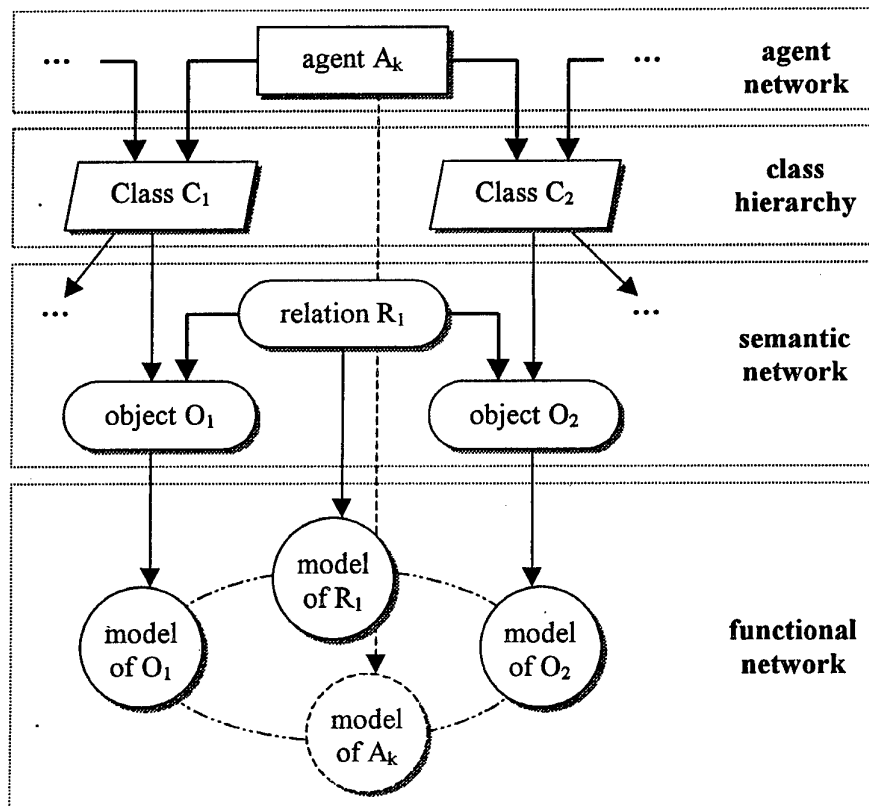 ... agent Aₖ ... agent
network
Class C₁ Class C₂ class
hierarchy
... relation R₁ ... semantic
network
object O₁ object O₂
model
of R₁
model
of O₁
model
of O₂
functional
network
model
of Aₖ